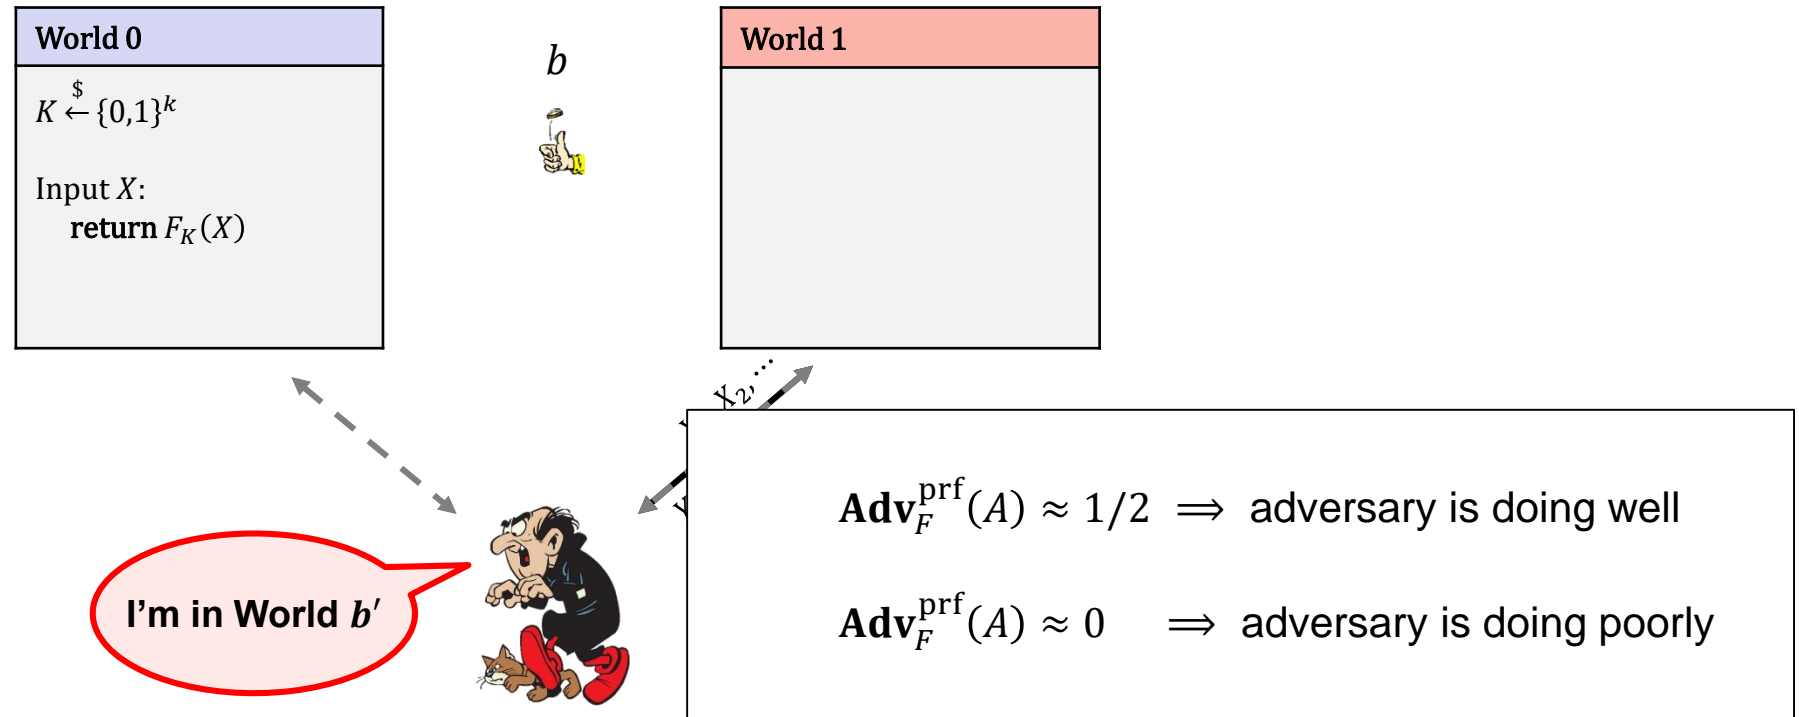 World 0
K $← {0,1}^k
Input X:
return F_K(X)
b
World 1
X₂, …
I’m in World b′
Adv_F^prf(A) ≈ 1/2 ⟹ adversary is doing well
Adv_F^prf(A) ≈ 0 ⟹ adversary is doing poorly